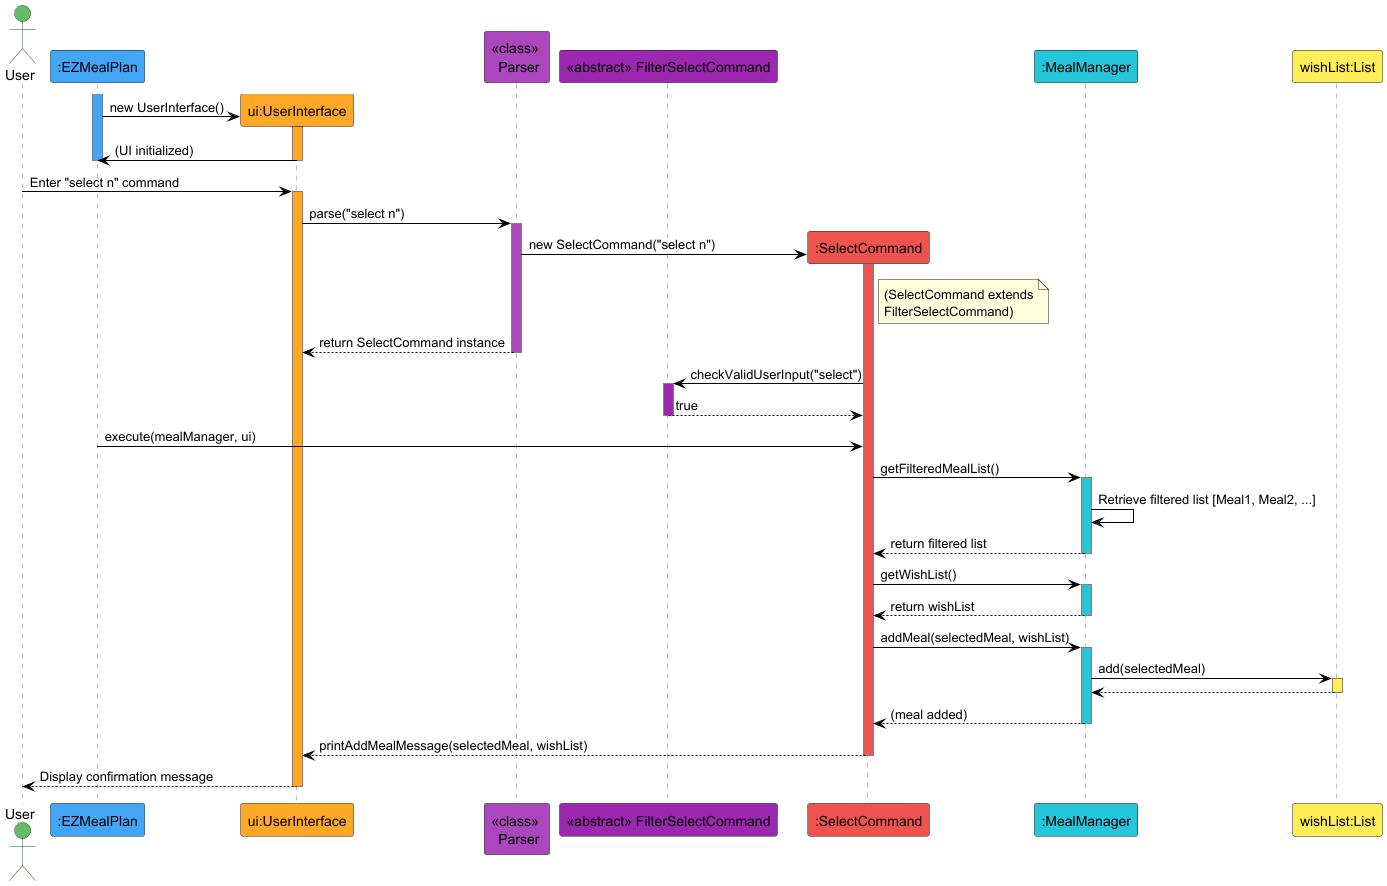 User
:EZMealPlan
«class»
Parser
«abstract» FilterSelectCommand
:MealManager
wishList:List
new UserInterface()
ui:UserInterface
(UI initialized)
Enter "select n" command
parse("select n")
new SelectCommand("select n")
:SelectCommand
(SelectCommand extends
FilterSelectCommand)
return SelectCommand instance
checkValidUserInput("select")
true
execute(mealManager, ui)
getFilteredMealList()
Retrieve filtered list [Meal1, Meal2, ...]
return filtered list
getWishList()
return wishList
addMeal(selectedMeal, wishList)
add(selectedMeal)
(meal added)
printAddMealMessage(selectedMeal, wishList)
Display confirmation message
User
:EZMealPlan
ui:UserInterface
«class»
Parser
«abstract» FilterSelectCommand
:SelectCommand
:MealManager
wishList:List